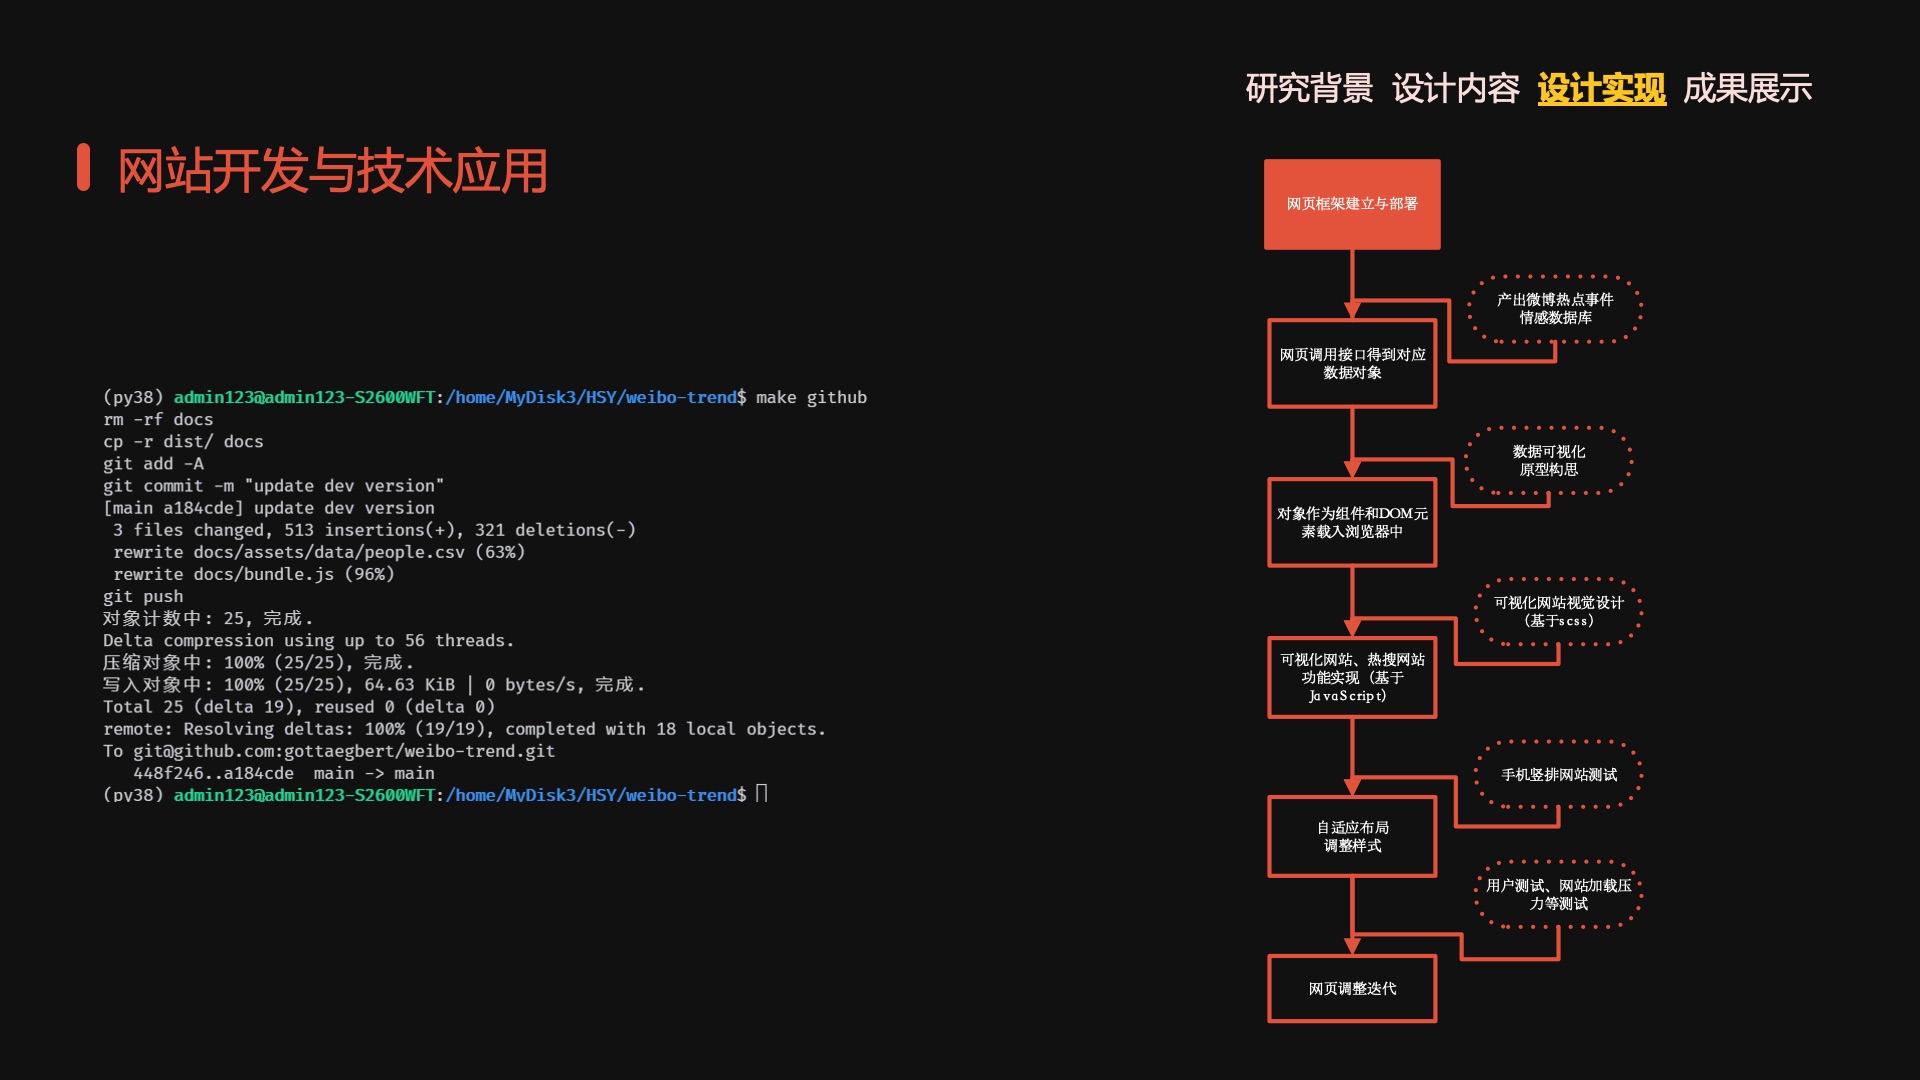 研究背景 设计内容 设计实现 成果展示
网站开发与技术应用
(py38) admin123@admin123-S2600WFT:/home/MyDisk3/HSY/weibo-trend$ make github
rm -rf docs
cp -r dist/ docs
git add -A
git commit -m "update dev version"
[main a184cde] update dev version
3 files changed, 513 insertions(+), 321 deletions(-)
rewrite docs/assets/data/people.csv (63%)
rewrite docs/bundle.js (96%)
git push
对象计数中: 25, 完成.
Delta compression using up to 56 threads.
压缩对象中: 100% (25/25), 完成.
写入对象中: 100% (25/25), 64.63 KiB | 0 bytes/s, 完成.
Total 25 (delta 19), reused 0 (delta 0)
remote: Resolving deltas: 100% (19/19), completed with 18 local objects.
To git@github.com:gottaegbert/weibo-trend.git
448f246..a184cde  main -> main
(py38) admin123@admin123-S2600WFT:/home/MyDisk3/HSY/weibo-trend$
网页框架建立与部署
产出微博热点事件
情感数据库
网页调用接口得到对应
数据对象
数据可视化
原型构思
对象作为组件和DOM元
素载入浏览器中
可视化网站视觉设计
（基于scss）
可视化网站、热搜网站
功能实现（基于
JavaScript）
手机竖排网站测试
自适应布局
调整样式
用户测试、网站加载压
力等测试
网页调整迭代